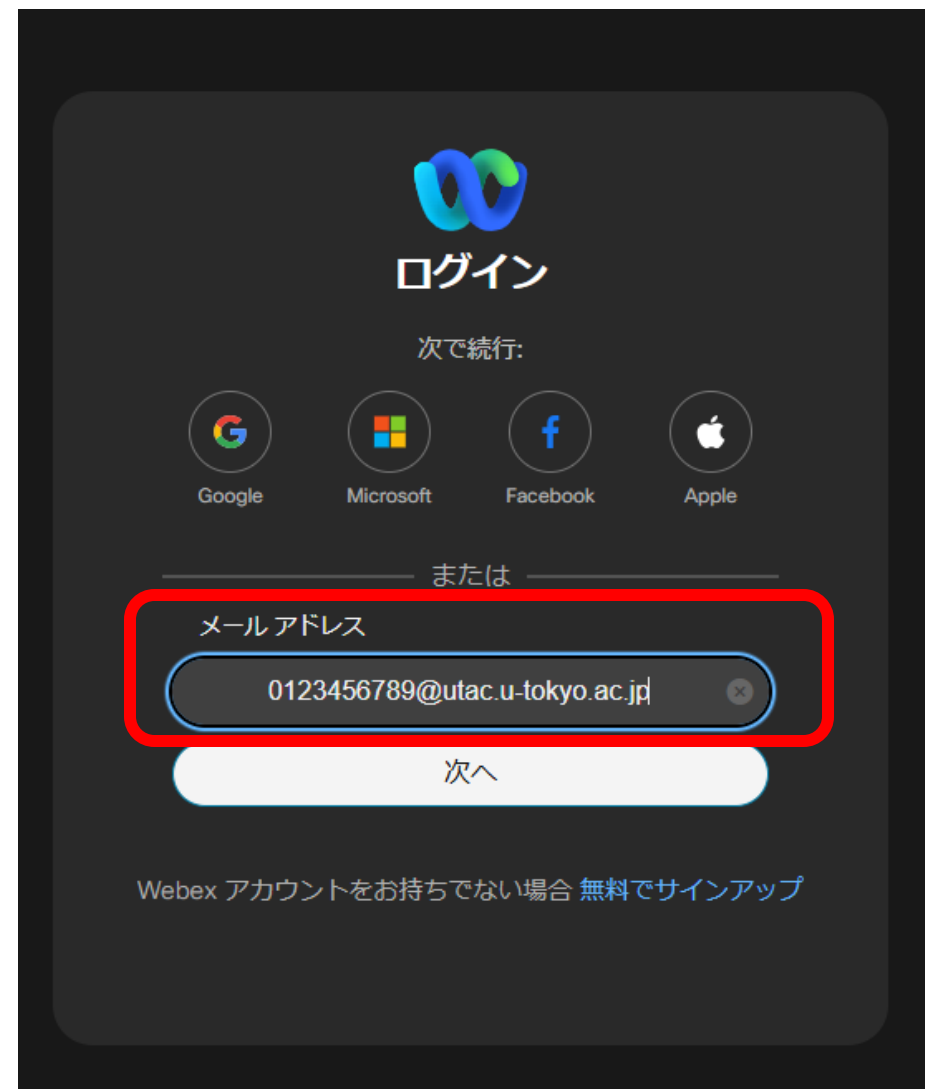 ログイン
次で続行:
Google Microsoft Facebook Apple
または
メール アドレス
0123456789@utac.u-tokyo.ac.jp
次へ
Webex アカウントをお持ちでない場合 無料でサインアップ